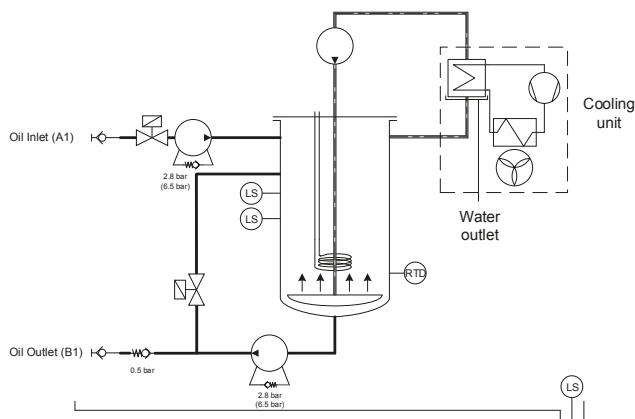 Oil Inlet (A1)
2.8 bar
(6.5 bar)
LS
LS
Cooling
unit
Water
outlet
RTD
Oil Outlet (B1)
0.5 bar
2.8 bar
(6.5 bar)
LS